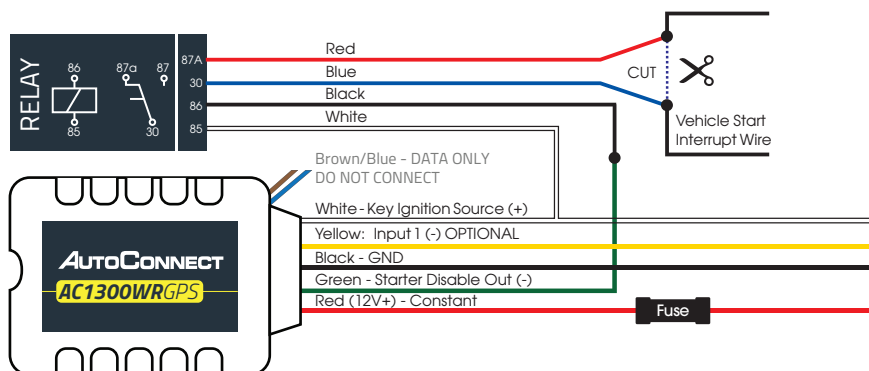 RELAY
86
87a
87
85
30
87A
30
86
85
Red
Blue
Black
White
CUT
Vehicle Start
Interrupt Wire
Brown/Blue - DATA ONLY
DO NOT CONNECT
White - Key Ignition Source (+)
Yellow: Input 1 (-) OPTIONAL
Black - GND
Green - Starter Disable Out (-)
Red (12V+) - Constant
Fuse
AUTOCONNECT
AC1300WRGPS